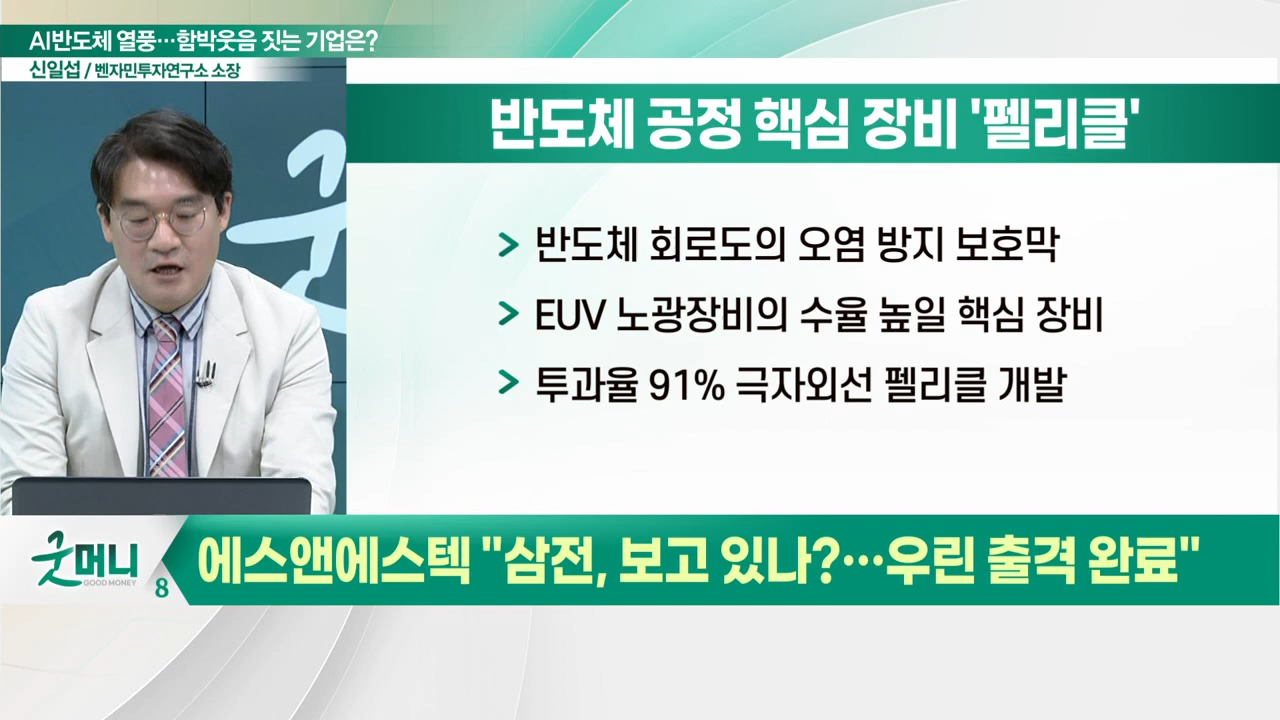 AI반도체 열풍…함박웃음 짓는 기업은?
신일섭 / 벤자민투자연구소 소장
반도체 공정 핵심 장비 '펠리클'
> 반도체 회로도의 오염 방지 보호막
> EUV 노광장비의 수율 높일 핵심 장비
> 투과율 91% 극자외선 펠리클 개발
굿머니
GOOD MONEY
8
에스앤에스텍 "삼전, 보고 있나?…우린 출격 완료"